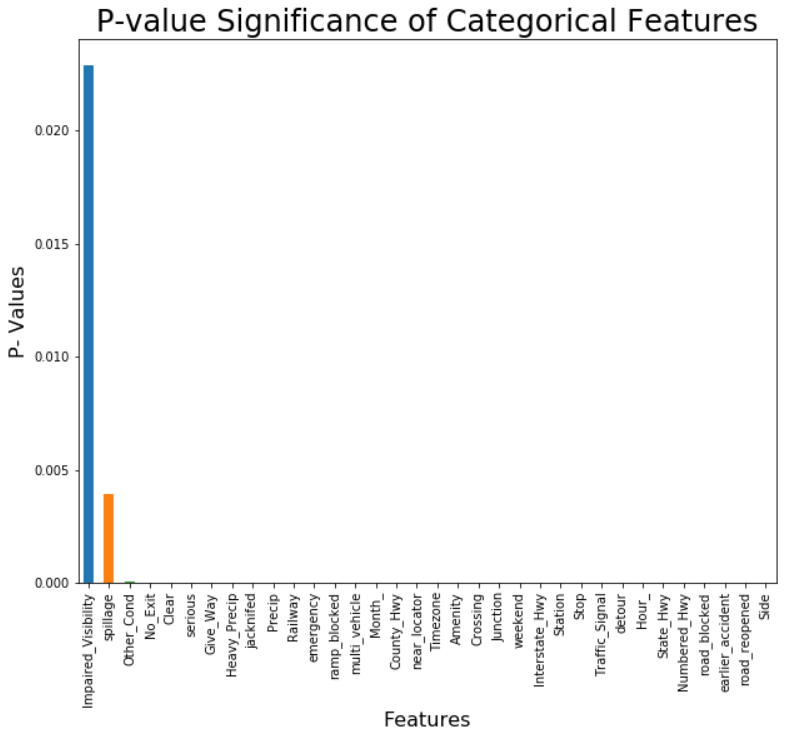 P-value Significance of Categorical Features
P- Values
0.020
0.015
0.010
0.005
0.000
Impaired_Visibility
spillage
Other_Cond
No_Exit
Clear
serious
Give_Way
Heavy_Precip
jacknifed
Precip
Railway
emergency
ramp_blocked
multi_vehicle
Month_
County_Hwy
near_locator
Timezone
Amenity
Crossing
Junction
weekend
Interstate_Hwy
Station
Stop
Traffic_Signal
detour
Hour_
State_Hwy
Numbered_Hwy
road_blocked
earlier_accident
road_reopened
Side
Features